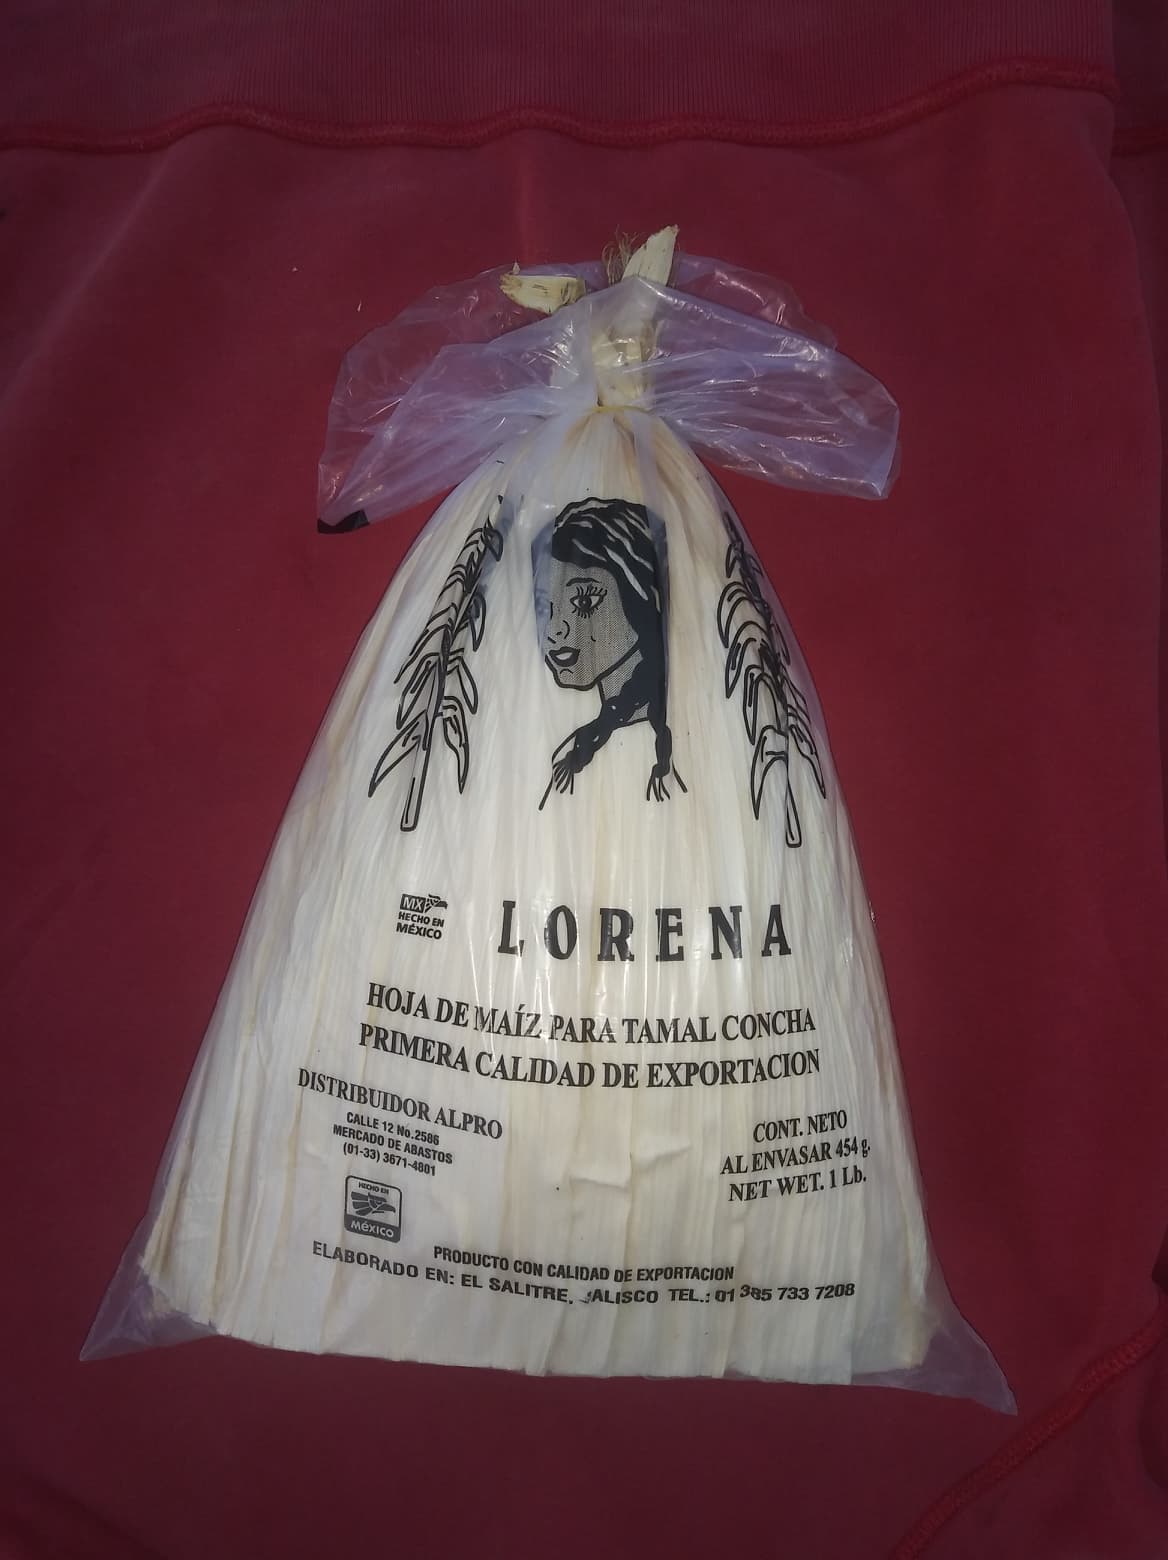 MX
HECHO EN
MÉXICO
LORENA
HOJA DE MAÍZ PARA TAMAL CONCHA
PRIMERA CALIDAD DE EXPORTACION
DISTRIBUIDOR ALPRO
CALLE 12 No.2586
MERCADO DE ABASTOS
(01-33) 3671-4801
CONT. NETO
AL ENVASAR 454 g.
NET WET. 1 Lb.
HECHO EN
MÉXICO
PRODUCTO CON CALIDAD DE EXPORTACION
ELABORADO EN: EL SALITRE, JALISCO TEL.: 01 385 733 7208